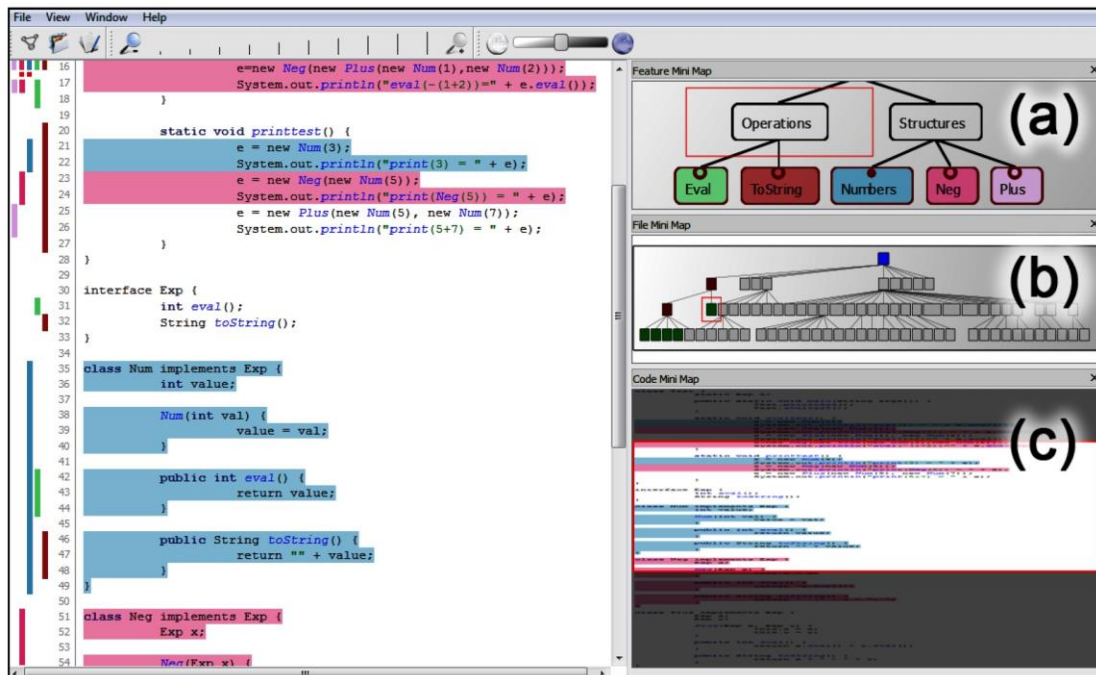 File View Window Help
16 e=new Neg(new Plus(new Num(1),new Num(2)));
17 System.out.println("eval(-(1+2))=" + e.eval());
18 }
19
20 static void printtest() {
21 e = new Num(3);
22 System.out.println("print(3) = " + e);
23 e = new Neg(new Num(5));
24 System.out.println("print(Neg(5)) = " + e);
25 e = new Plus(new Num(5), new Num(7));
26 System.out.println("print(5+7) = " + e);
27 }
28 }
29
30 interface Exp {
31 int eval();
32 String toString();
33 }
34
35 class Num implements Exp {
36 int value;
37
38 Num(int val) {
39 value = val;
40 }
41
42 public int eval() {
43 return value;
44 }
45
46 public String toString() {
47 return "" + value;
48 }
49 }
50
51 class Neg implements Exp {
52 Exp x;
53
54 Neg(Exp x) {
Feature Mini Map
(a)
Operations Structures
Eval ToString Numbers Neg Plus
File Mini Map
(b)
Code Mini Map
(c)